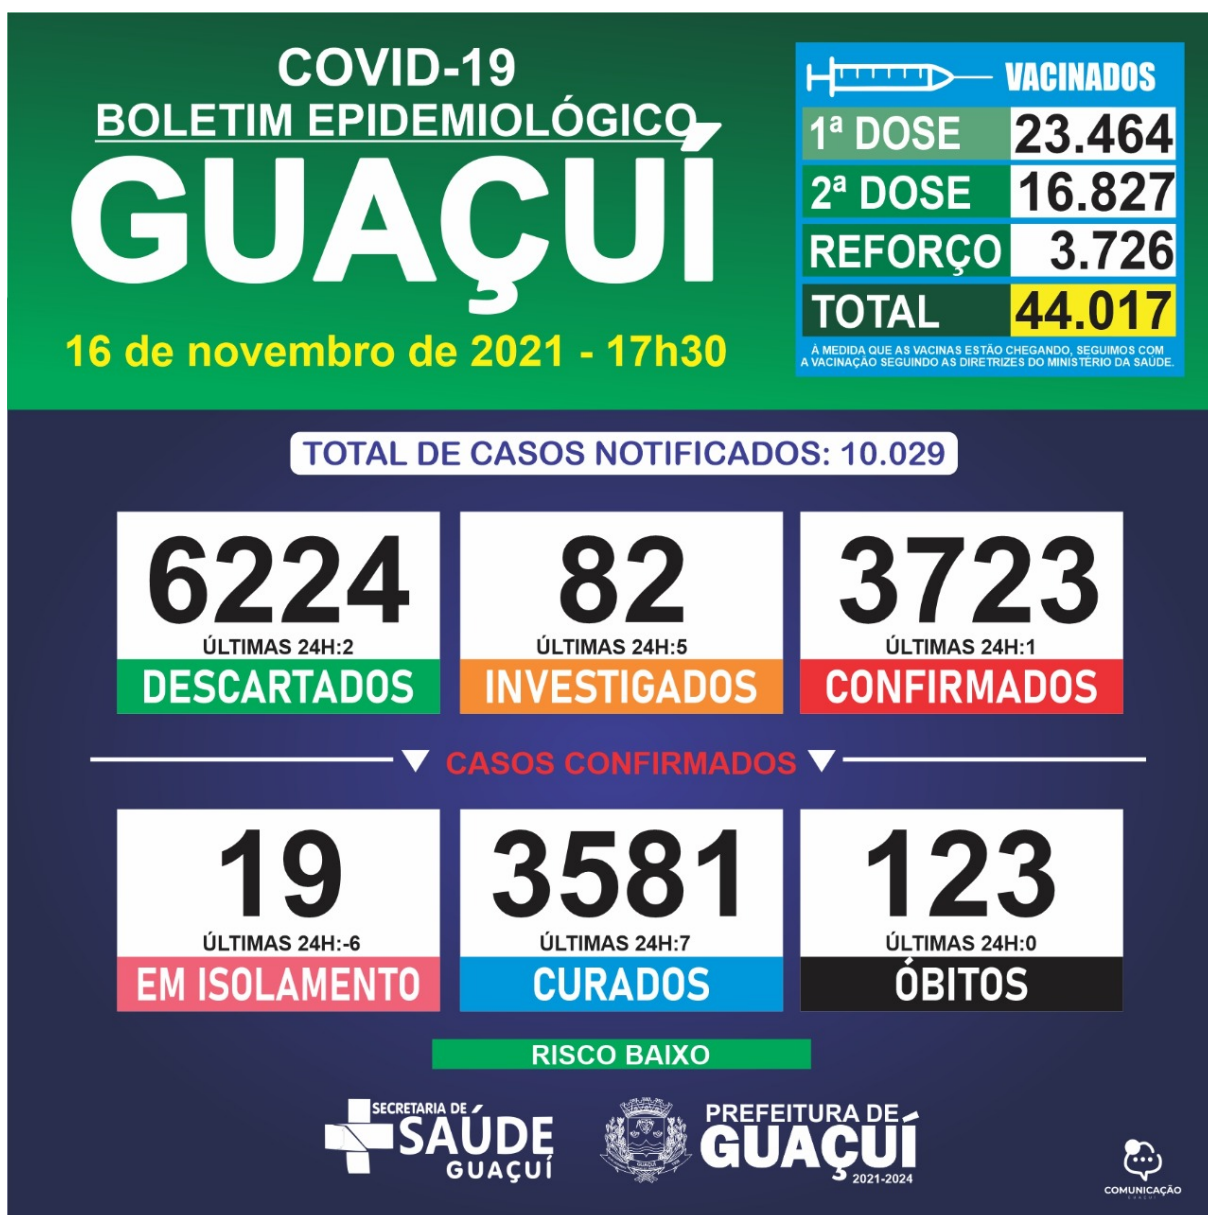 COVID-19
BOLETIM EPIDEMIOLÓGICO
GUAÇUÍ
16 de novembro de 2021 - 17h30
VACINADOS
1ª DOSE 23.464
2ª DOSE 16.827
REFORÇO 3.726
TOTAL 44.017
À MEDIDA QUE AS VACINAS ESTÃO CHEGANDO, SEGUIMOS COM
A VACINAÇÃO SEGUINDO AS DIRETRIZES DO MINISTÉRIO DA SAÚDE.
TOTAL DE CASOS NOTIFICADOS: 10.029
6224
ÚLTIMAS 24H:2
DESCARTADOS
82
ÚLTIMAS 24H:5
INVESTIGADOS
3723
ÚLTIMAS 24H:1
CONFIRMADOS
CASOS CONFIRMADOS
19
ÚLTIMAS 24H:-6
EM ISOLAMENTO
3581
ÚLTIMAS 24H:7
CURADOS
123
ÚLTIMAS 24H:0
ÓBITOS
RISCO BAIXO
SECRETARIA DE
SAÚDE
GUAÇUÍ
PREFEITURA DE
GUAÇUÍ
2021-2024
COMUNICAÇÃO